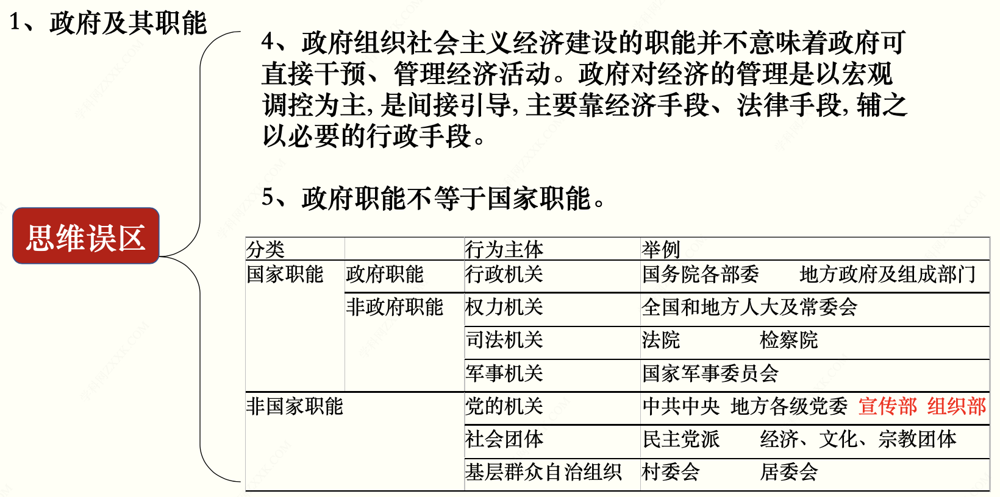 1、政府及其职能
4、政府组织社会主义经济建设的职能并不意味着政府可
直接干预、管理经济活动。政府对经济的管理是以宏观
调控为主,是间接引导,主要靠经济手段、法律手段,辅之
以必要的行政手段。
5、政府职能不等于国家职能。
思维误区
分类 行为主体 举例
国家职能 政府职能 行政机关 国务院各部委 地方政府及组成部门
非政府职能 权力机关 全国和地方人大及常委会
司法机关 法院 检察院
军事机关 国家军事委员会
非国家职能 党的机关 中共中央 地方各级党委 宣传部 组织部
社会团体 民主党派 经济、文化、宗教团体
基层群众自治组织 村委会 居委会